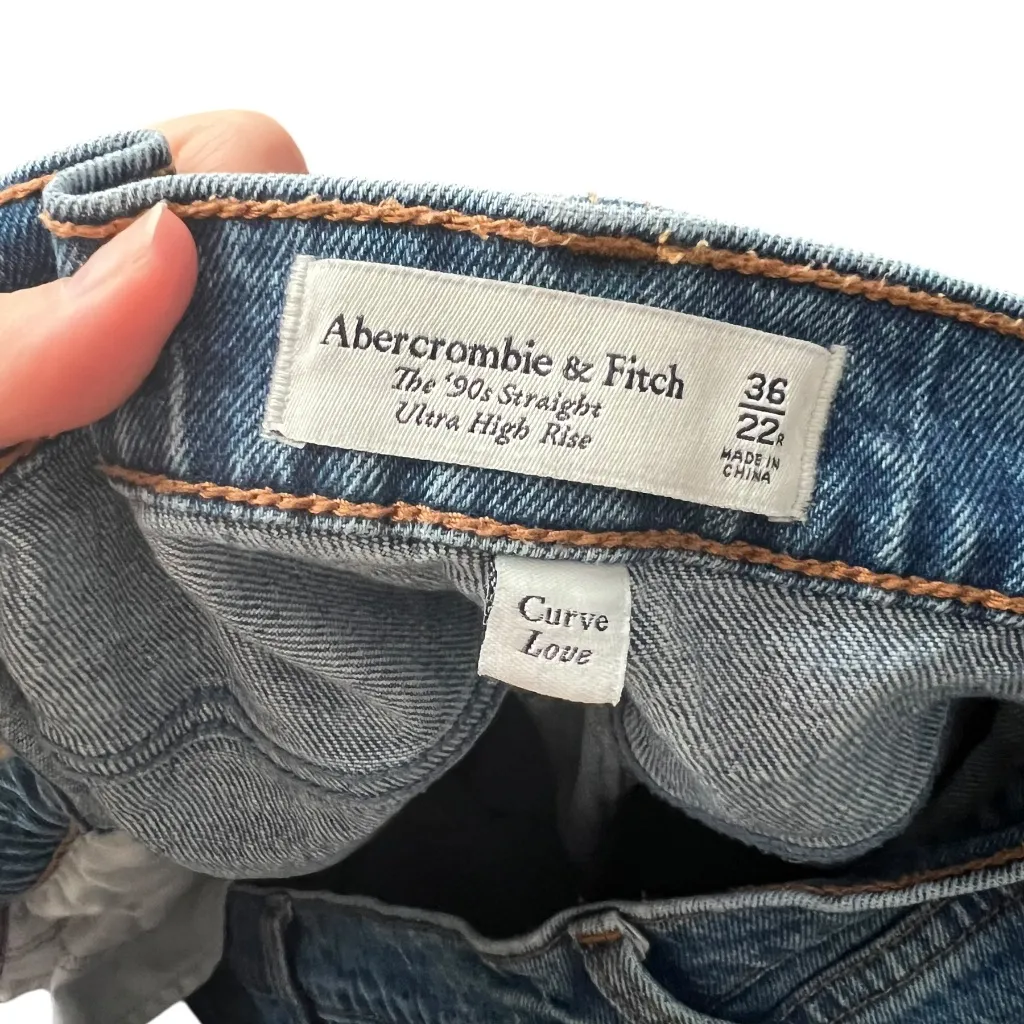 Abercrombie & Fitch
The '90s Straight
Ultra High Rise
36
22R
MADE IN
CHINA
Curve
Love